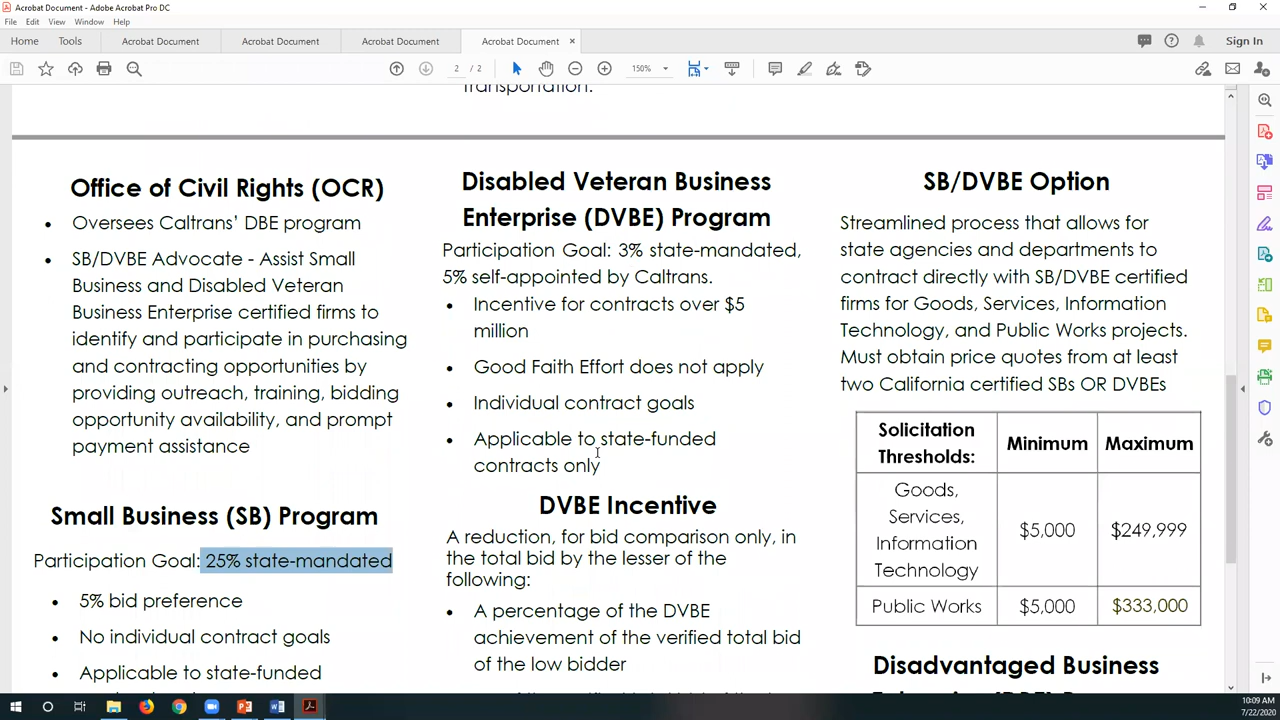 Acrobat Document - Adobe Acrobat Pro DC
File Edit View Window Help
Home Tools Acrobat Document Acrobat Document Acrobat Document Acrobat Document × Sign In
2 / 2 150%
Transportation.
Office of Civil Rights (OCR)
• Oversees Caltrans' DBE program
• SB/DVBE Advocate - Assist Small
Business and Disabled Veteran
Business Enterprise certified firms to
identify and participate in purchasing
and contracting opportunities by
providing outreach, training, bidding
opportunity availability, and prompt
payment assistance
Small Business (SB) Program
Participation Goal: 25% state-mandated
• 5% bid preference
• No individual contract goals
• Applicable to state-funded
Disabled Veteran Business
Enterprise (DVBE) Program
Participation Goal: 3% state-mandated,
5% self-appointed by Caltrans.
• Incentive for contracts over $5
million
• Good Faith Effort does not apply
• Individual contract goals
• Applicable to state-funded
contracts only
DVBE Incentive
A reduction, for bid comparison only, in
the total bid by the lesser of the
following:
• A percentage of the DVBE
achievement of the verified total bid
of the low bidder
SB/DVBE Option
Streamlined process that allows for
state agencies and departments to
contract directly with SB/DVBE certified
firms for Goods, Services, Information
Technology, and Public Works projects.
Must obtain price quotes from at least
two California certified SBs OR DVBEs
Solicitation
Thresholds:
Minimum
Maximum
Goods,
Services,
Information
Technology
$5,000
$249,999
Public Works
$5,000
$333,000
Disadvantaged Business
10:09 AM
7/22/2020